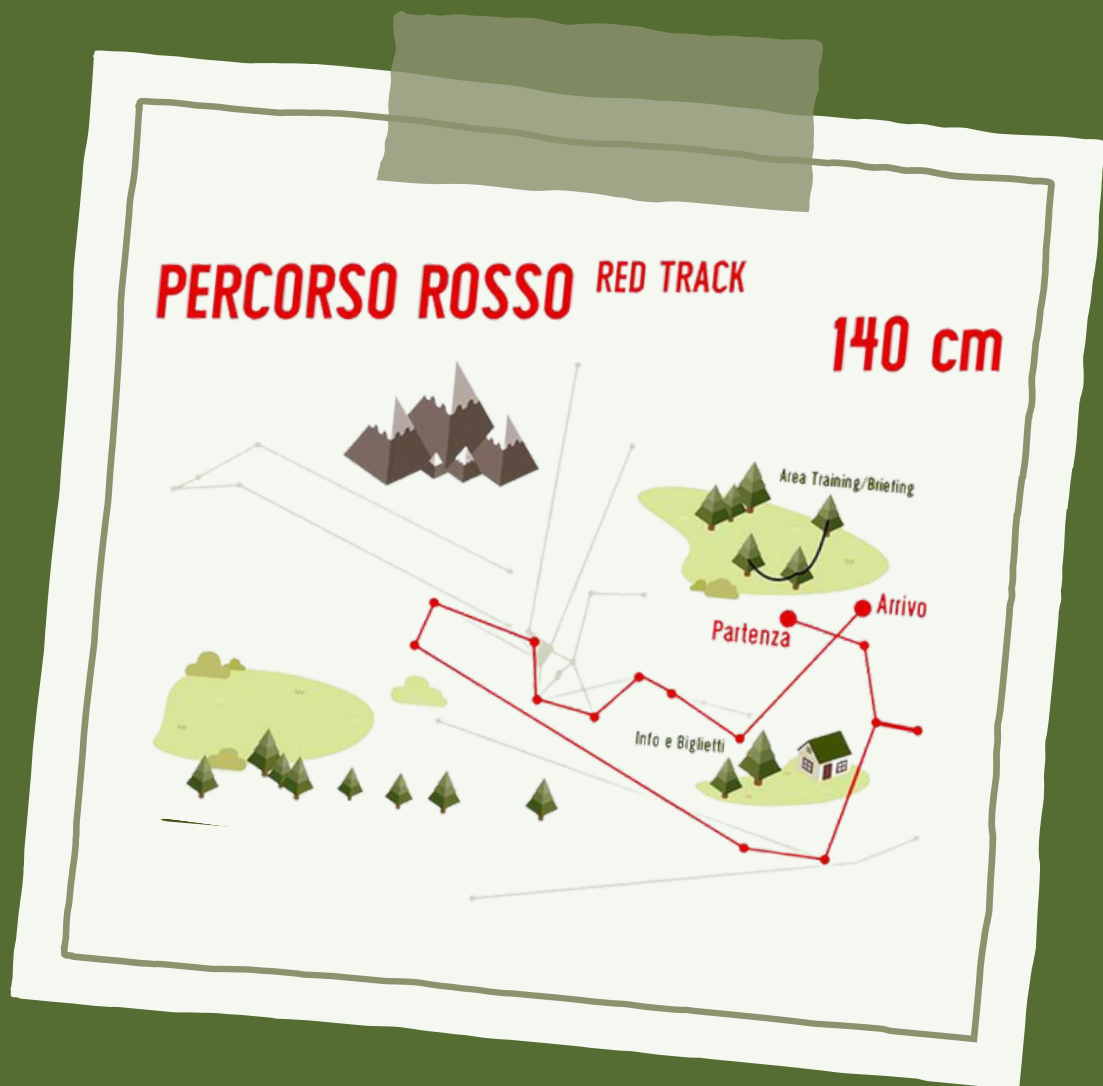 PERCORSO ROSSO RED TRACK
140 cm
Area Training/Briefing
Arrivo
Partenza
Info e Biglietti